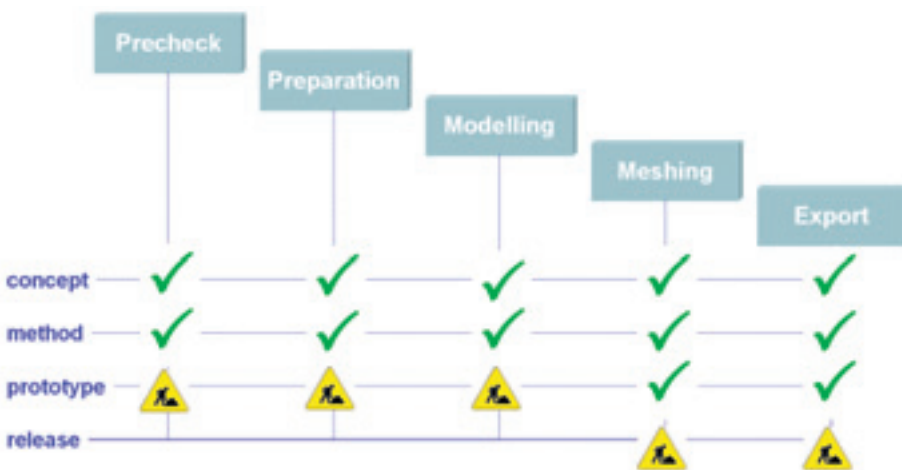 Precheck
Preparation
Modelling
Meshing
Export
concept
method
prototype
release